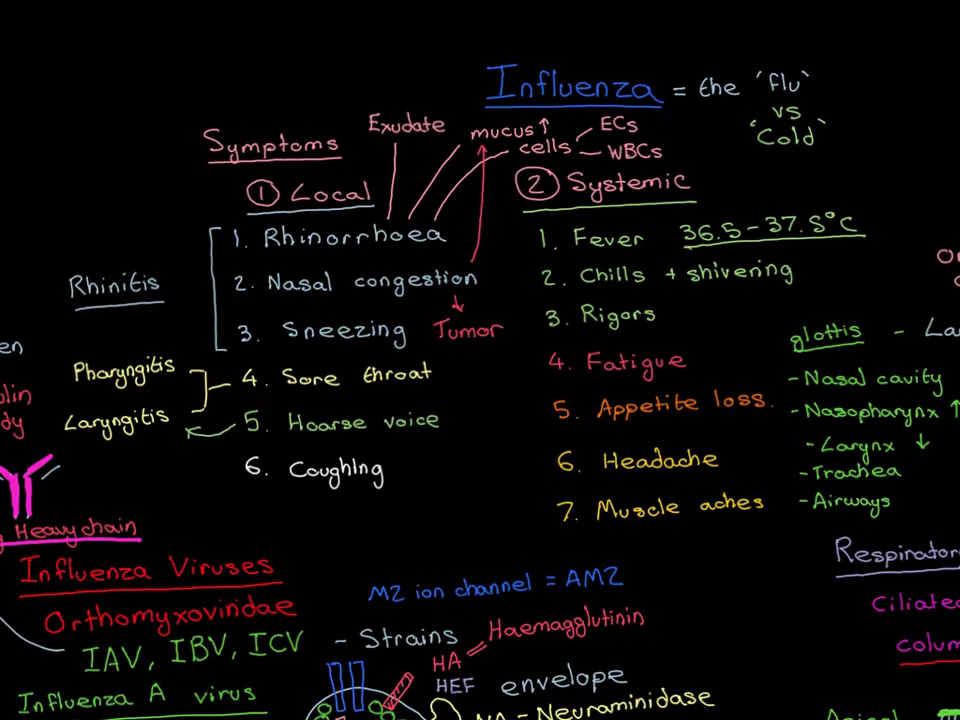 Influenza = the 'flu'
vs
'Cold'
Symptoms
Exudate
mucus ↑
cells
ECs
WBCs
① Local
② Systemic
1. Rhinorrhoea
2. Nasal congestion
3. Sneezing
Tumor
4. Sore throat
5. Hoarse voice
6. Coughing
Rhinitis
Pharyngitis
Laryngitis
1. Fever 36.5-37.5°C
2. Chills + shivering
3. Rigors
4. Fatigue
5. Appetite loss.
6. Headache
7. Muscle aches
glottis
- Nasal cavity
- Nasopharynx ↑
- Larynx ↓
- Trachea
- Airways
Heavy chain
Influenza Viruses
Orthomyxoviridae
IAV, IBV, ICV
Influenza A virus
M2 ion channel = AM2
- Strains
Haemagglutinin
HA
HEF
envelope
NA - Neuraminidase